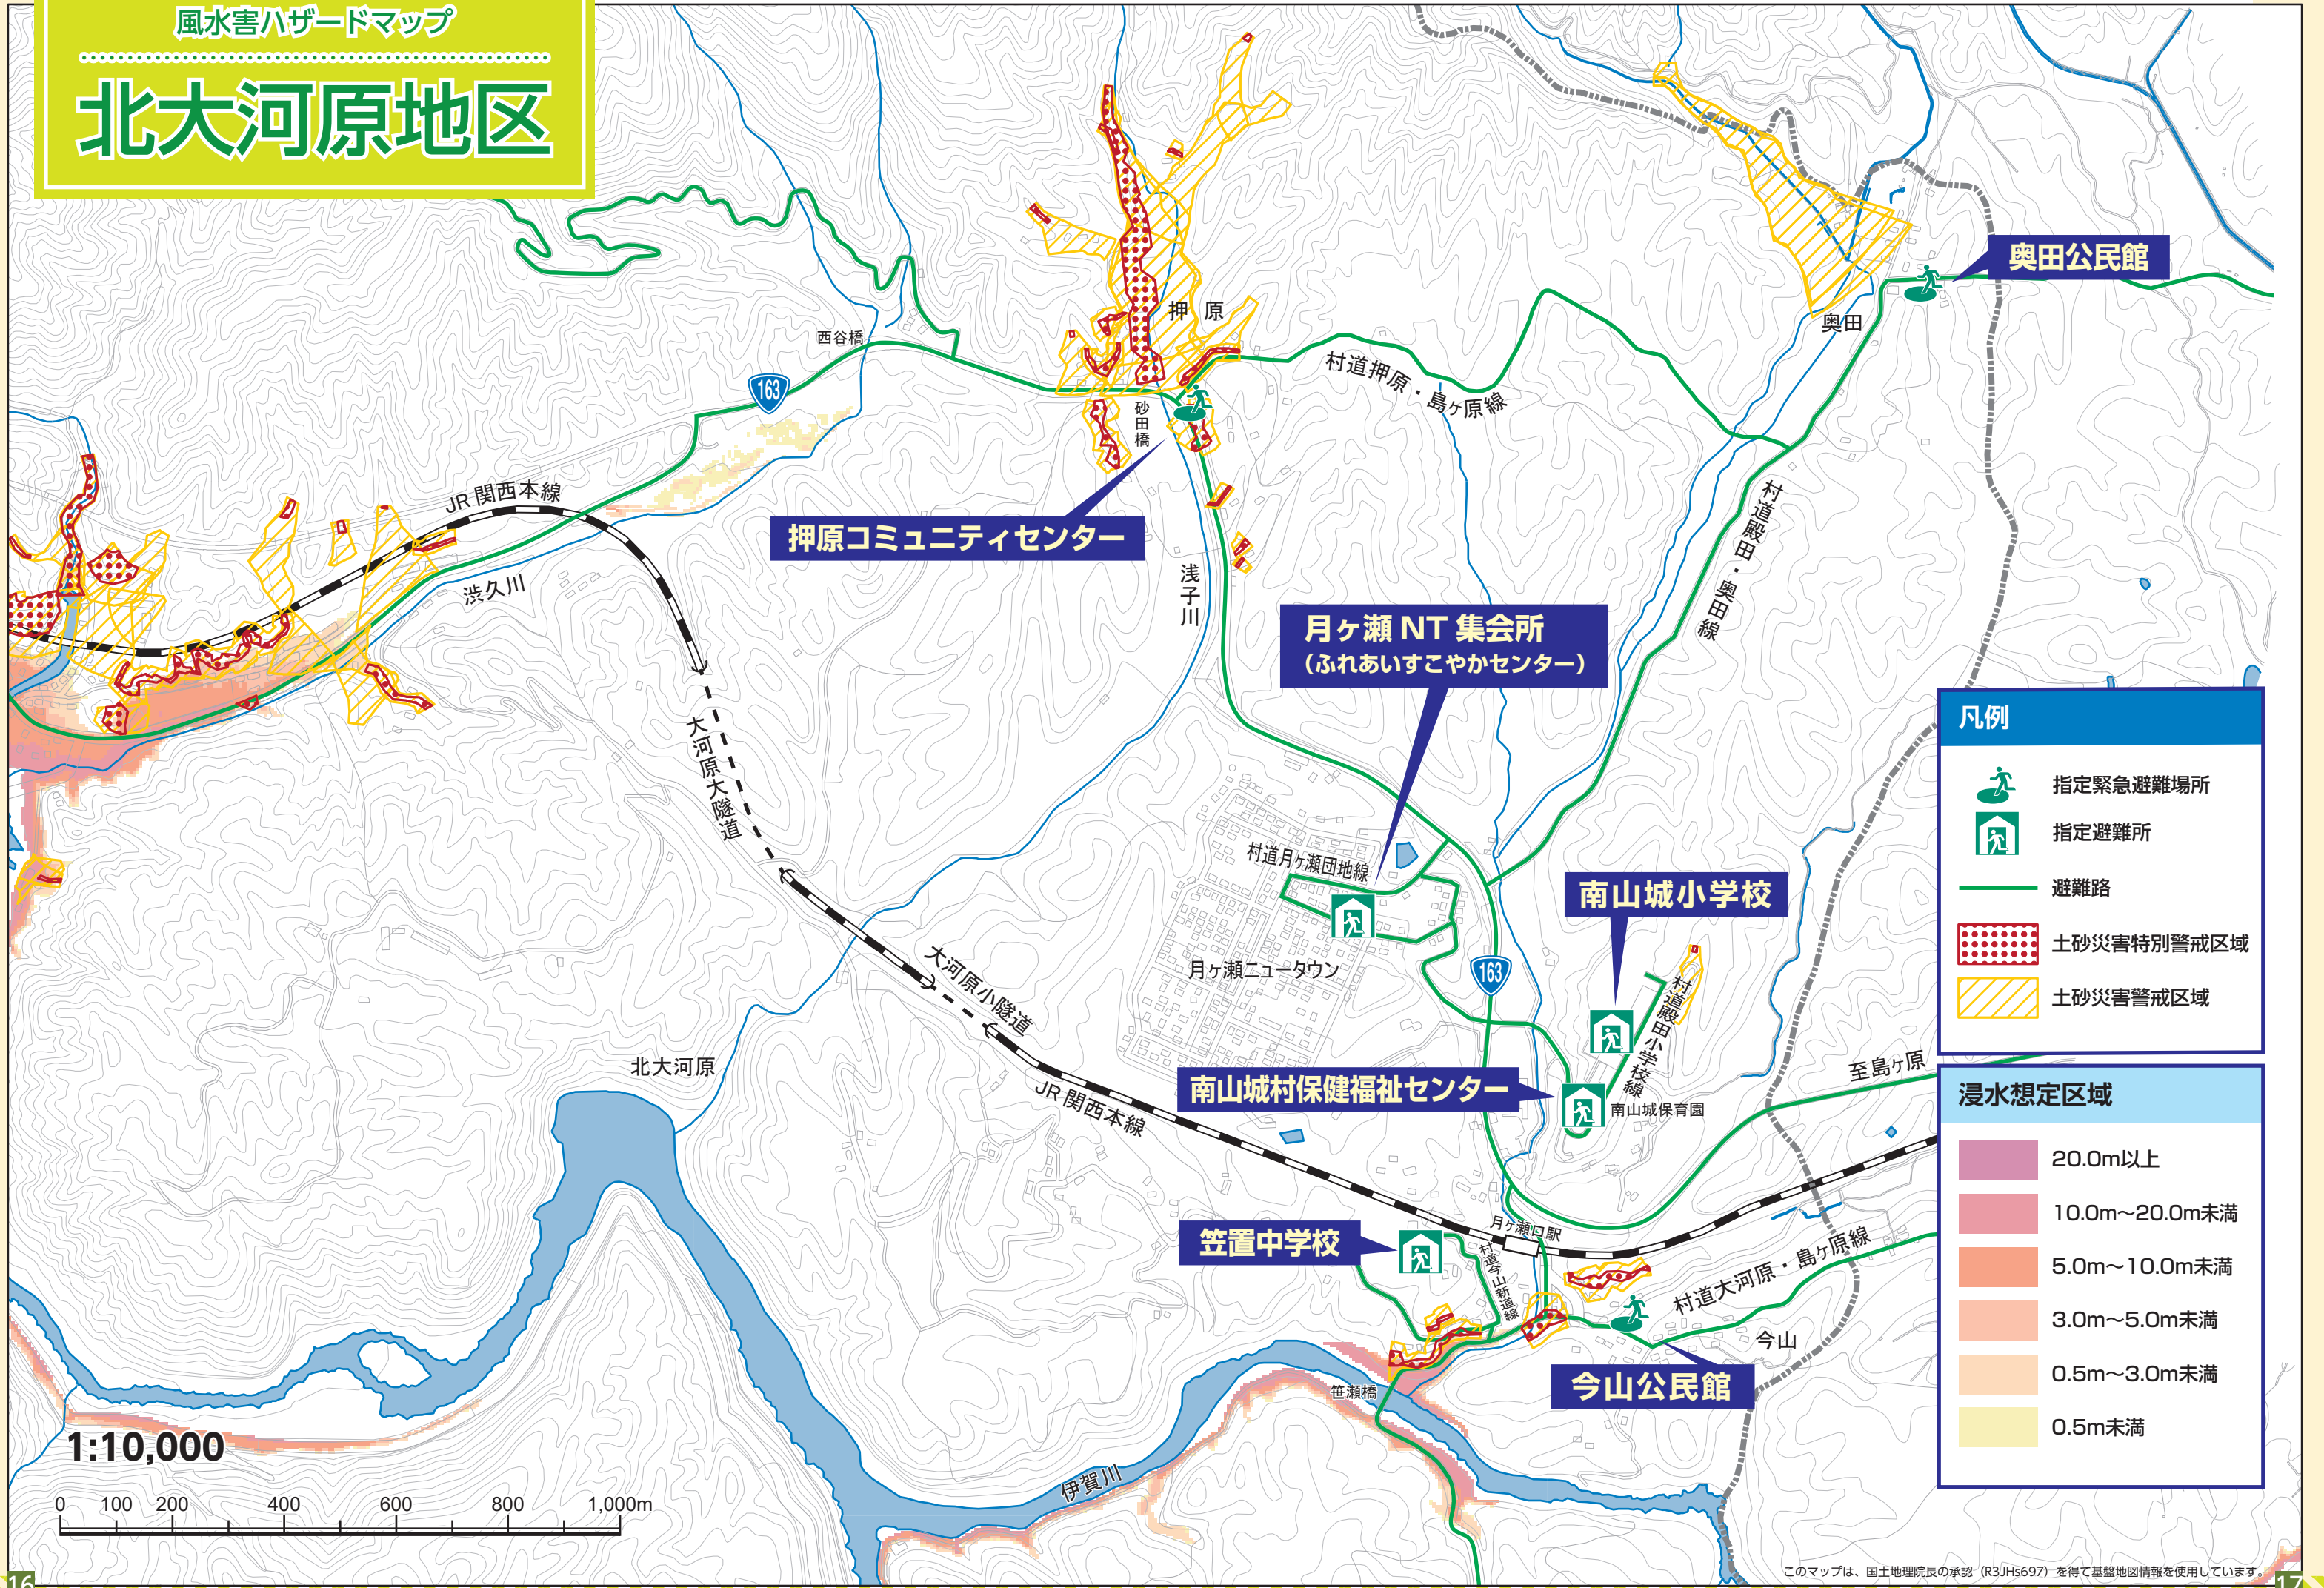 風水害ハザードマップ
北大河原地区
奥田公民館
押原
奥田
西谷橋
163
村道押原・島ヶ原線
砂田橋
JR関西本線
村道殿田・奥田線
押原コミュニティセンター
渋久川
浅子川
月ヶ瀬NT集会所
(ふれあいすこやかセンター)
大河原大隧道
村道月ヶ瀬団地線
南山城小学校
大河原小隧道
月ヶ瀬ニュータウン
163
村道殿田小学校線
北大河原
JR関西本線
南山城村保健福祉センター
南山城保育園
至島ヶ原
笠置中学校
月ヶ瀬口駅
村道今山新道線
村道大河原・島ヶ原線
今山
今山公民館
笹瀬橋
伊賀川
凡例
指定緊急避難場所
指定避難所
避難路
土砂災害特別警戒区域
土砂災害警戒区域
浸水想定区域
20.0m以上
10.0m〜20.0m未満
5.0m〜10.0m未満
3.0m〜5.0m未満
0.5m〜3.0m未満
0.5m未満
1:10,000
0 100 200 400 600 800 1,000m
このマップは、国土地理院長の承認（R3JHs697）を得て基盤地図情報を使用しています。
16
17